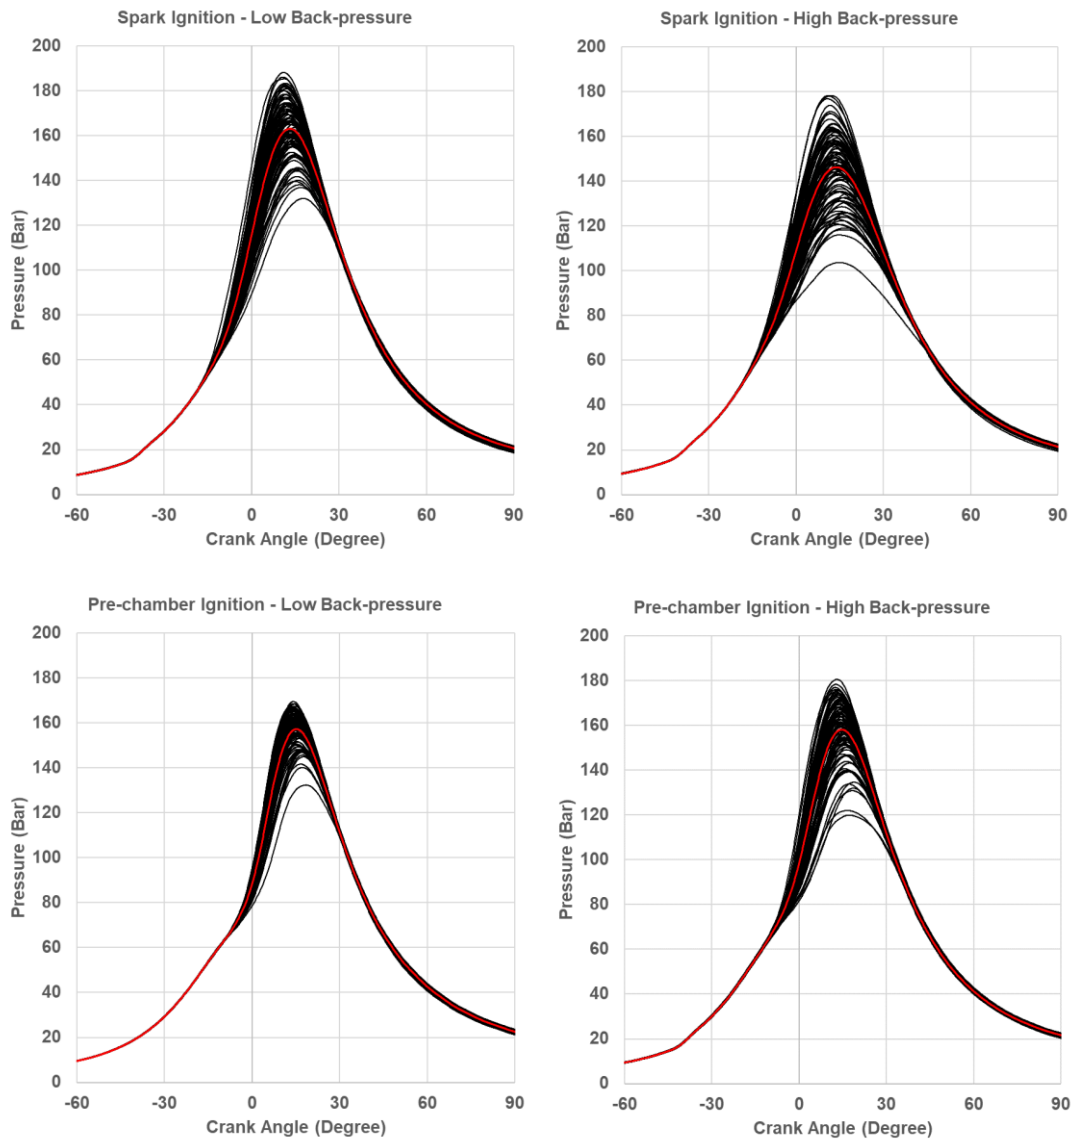 Spark Ignition - Low Back-pressure
200
180
160
140
120
100
80
60
40
20
0
Pressure (Bar)
-60 -30 0 30 60 90
Crank Angle (Degree)
Spark Ignition - High Back-pressure
200
180
160
140
120
100
80
60
40
20
0
Pressure (Bar)
-60 -30 0 30 60 90
Crank Angle (Degree)
Pre-chamber Ignition - Low Back-pressure
200
180
160
140
120
100
80
60
40
20
0
Pressure (Bar)
-60 -30 0 30 60 90
Crank Angle (Degree)
Pre-chamber Ignition - High Back-pressure
200
180
160
140
120
100
80
60
40
20
0
Pressure (Bar)
-60 -30 0 30 60 90
Crank Angle (Degree)